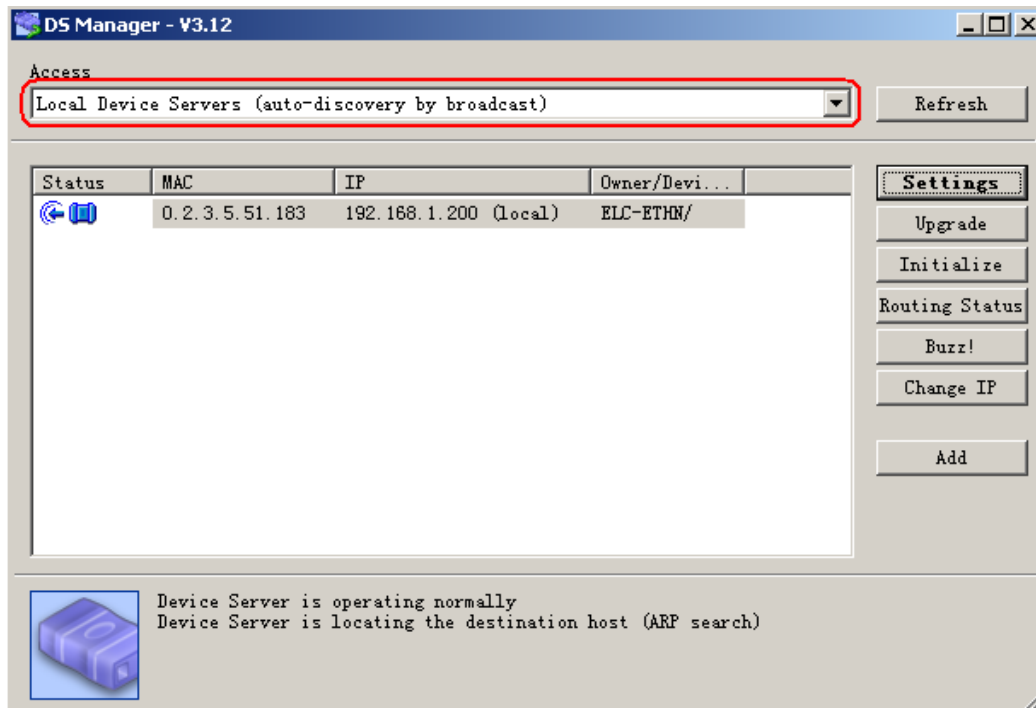 DS Manager - V3.12
Access
Local Device Servers (auto-discovery by broadcast)
Refresh
Status MAC IP Owner/Devi...
0.2.3.5.51.183 192.168.1.200 (local) ELC-ETHN/
Settings
Upgrade
Initialize
Routing Status
Buzz!
Change IP
Add
Device Server is operating normally
Device Server is locating the destination host (ARP search)